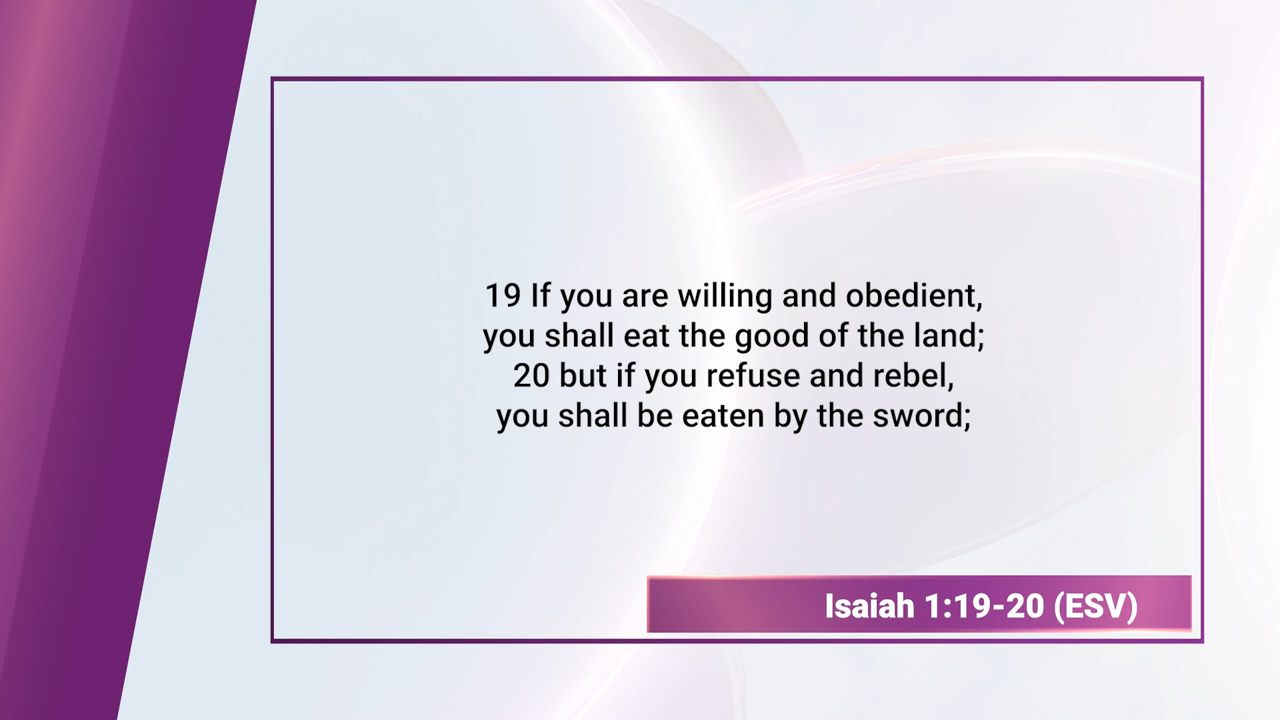 19 If you are willing and obedient,
you shall eat the good of the land;
20 but if you refuse and rebel,
you shall be eaten by the sword;
Isaiah 1:19-20 (ESV)